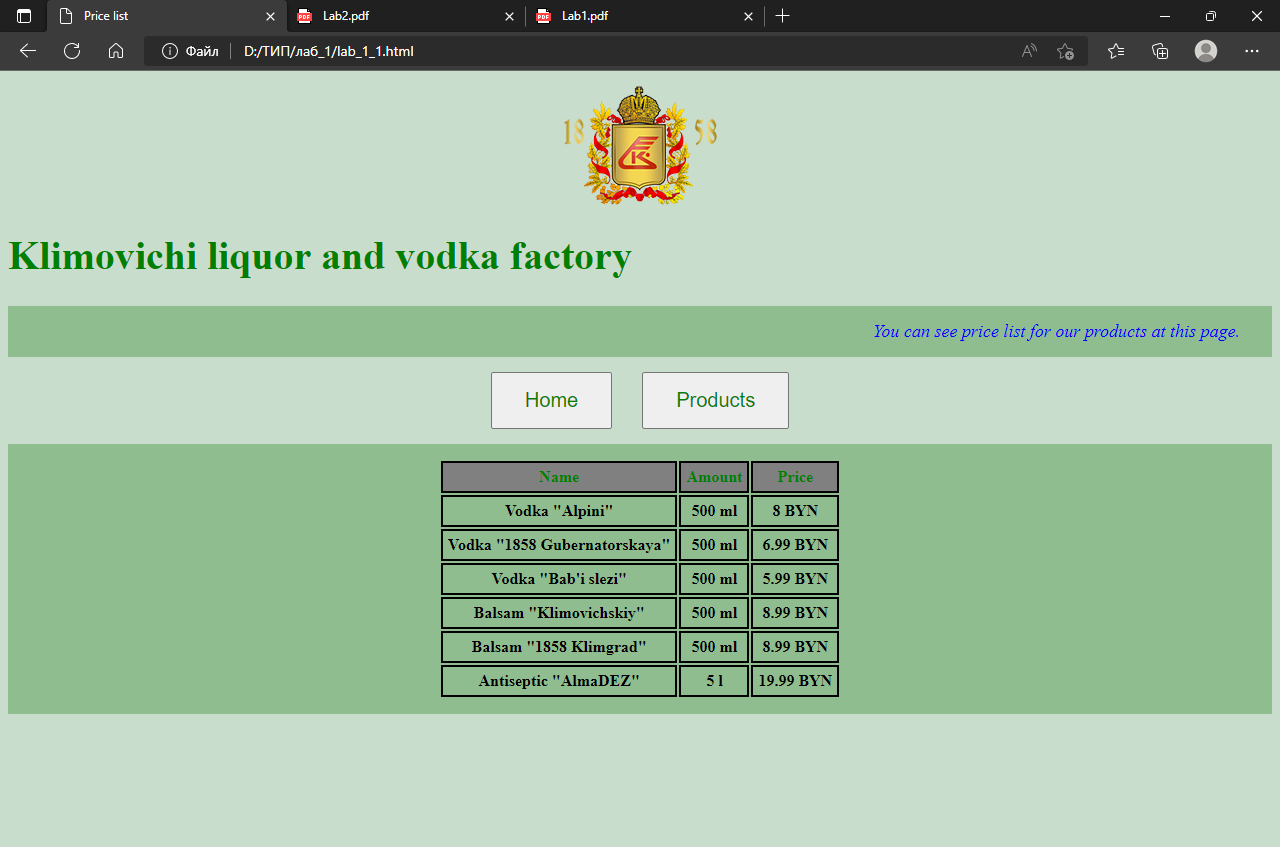 Price list
Lab2.pdf
Lab1.pdf
Файл
D:/ТИП/лаб_1/lab_1_1.html
18 58
К
Klimovichi liquor and vodka factory
You can see price list for our products at this page.
Home Products
Name Amount Price
Vodka "Alpini" 500 ml 8 BYN
Vodka "1858 Gubernatorskaya" 500 ml 6.99 BYN
Vodka "Bab'i slezi" 500 ml 5.99 BYN
Balsam "Klimovichskiy" 500 ml 8.99 BYN
Balsam "1858 Klimgrad" 500 ml 8.99 BYN
Antiseptic "AlmaDEZ" 5 l 19.99 BYN